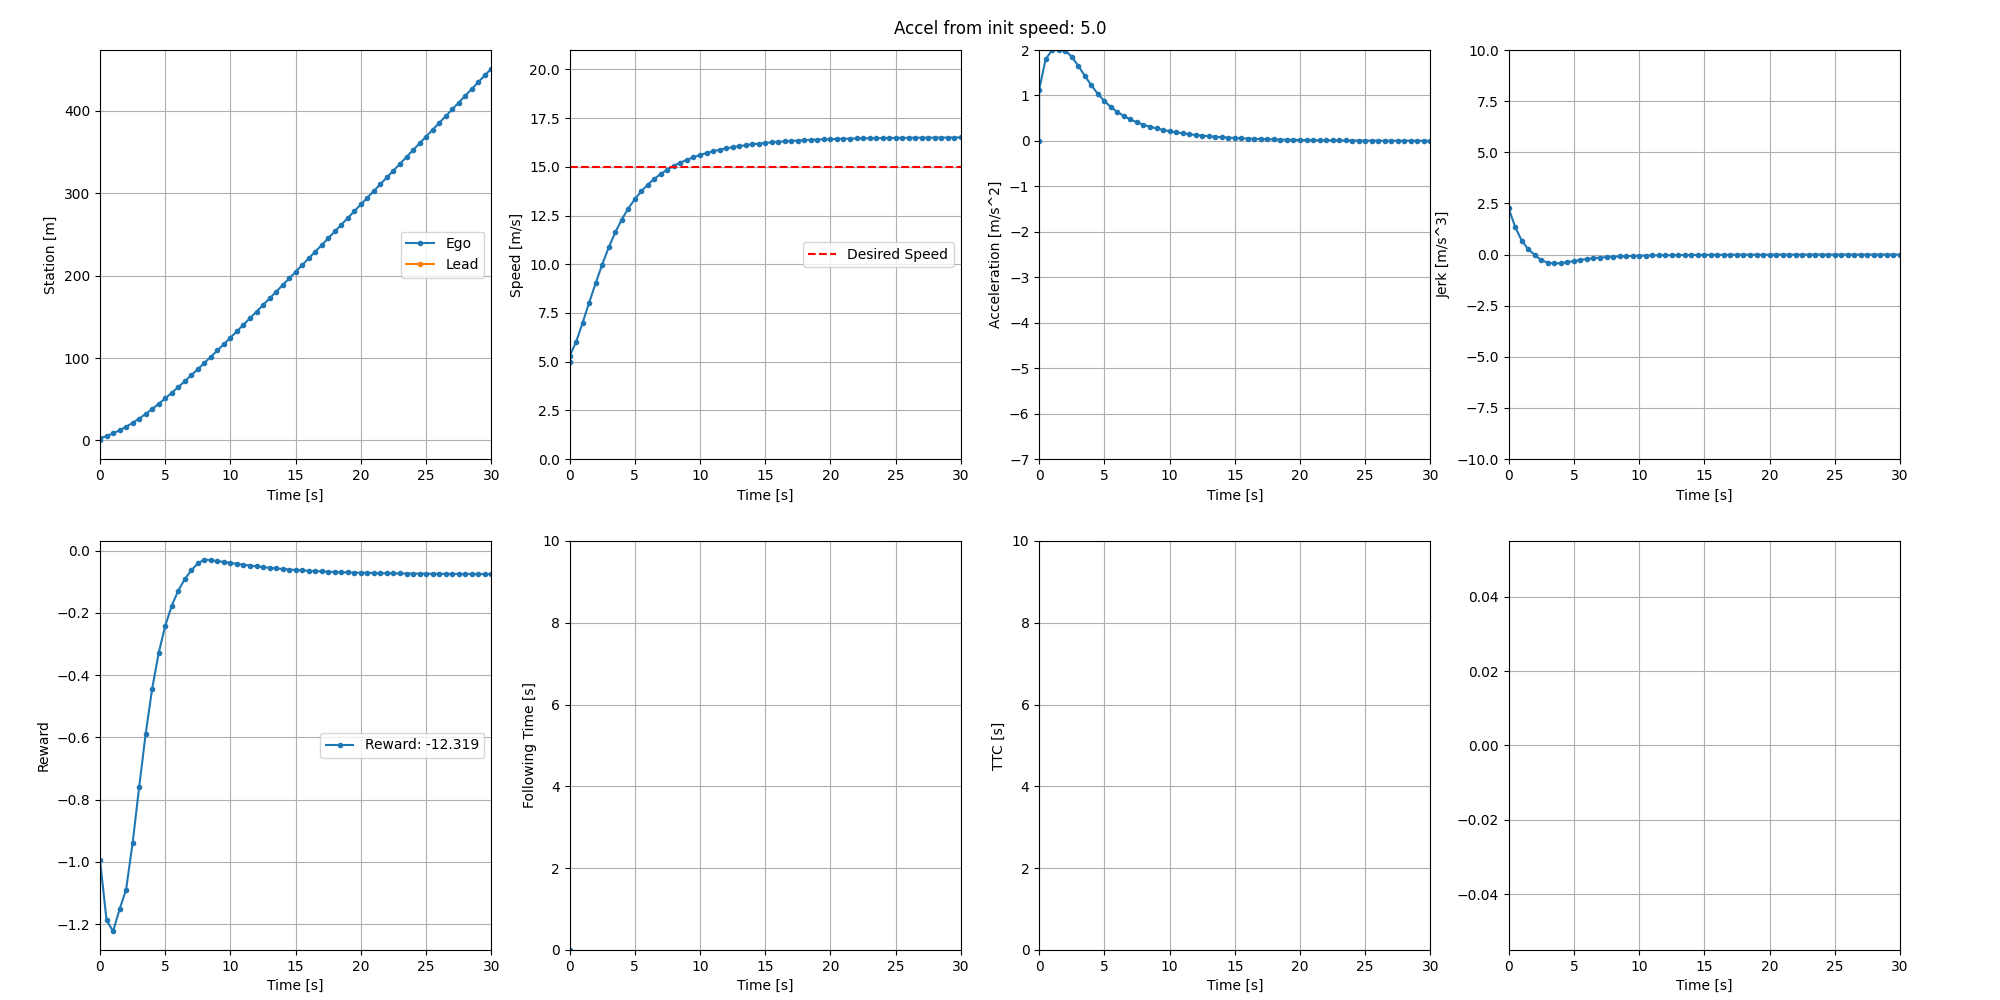 Accel from init speed: 5.0
Station [m]
400
300
200
100
0
Ego
Lead
0 5 10 15 20 25 30
Time [s]
Speed [m/s]
20.0
17.5
15.0
12.5
10.0
7.5
5.0
2.5
0.0
Desired Speed
0 5 10 15 20 25 30
Time [s]
Acceleration [m/s^2]
2
1
0
−1
−2
−3
−4
−5
−6
−7
0 5 10 15 20 25 30
Time [s]
Jerk [m/s^3]
10.0
7.5
5.0
2.5
0.0
−2.5
−5.0
−7.5
−10.0
0 5 10 15 20 25 30
Time [s]
Reward
0.0
−0.2
−0.4
−0.6
−0.8
−1.0
−1.2
Reward: -12.319
0 5 10 15 20 25 30
Time [s]
Following Time [s]
10
8
6
4
2
0
0 5 10 15 20 25 30
Time [s]
TTC [s]
10
8
6
4
2
0
0 5 10 15 20 25 30
Time [s]
0.04
0.02
0.00
−0.02
−0.04
0 5 10 15 20 25 30
Time [s]